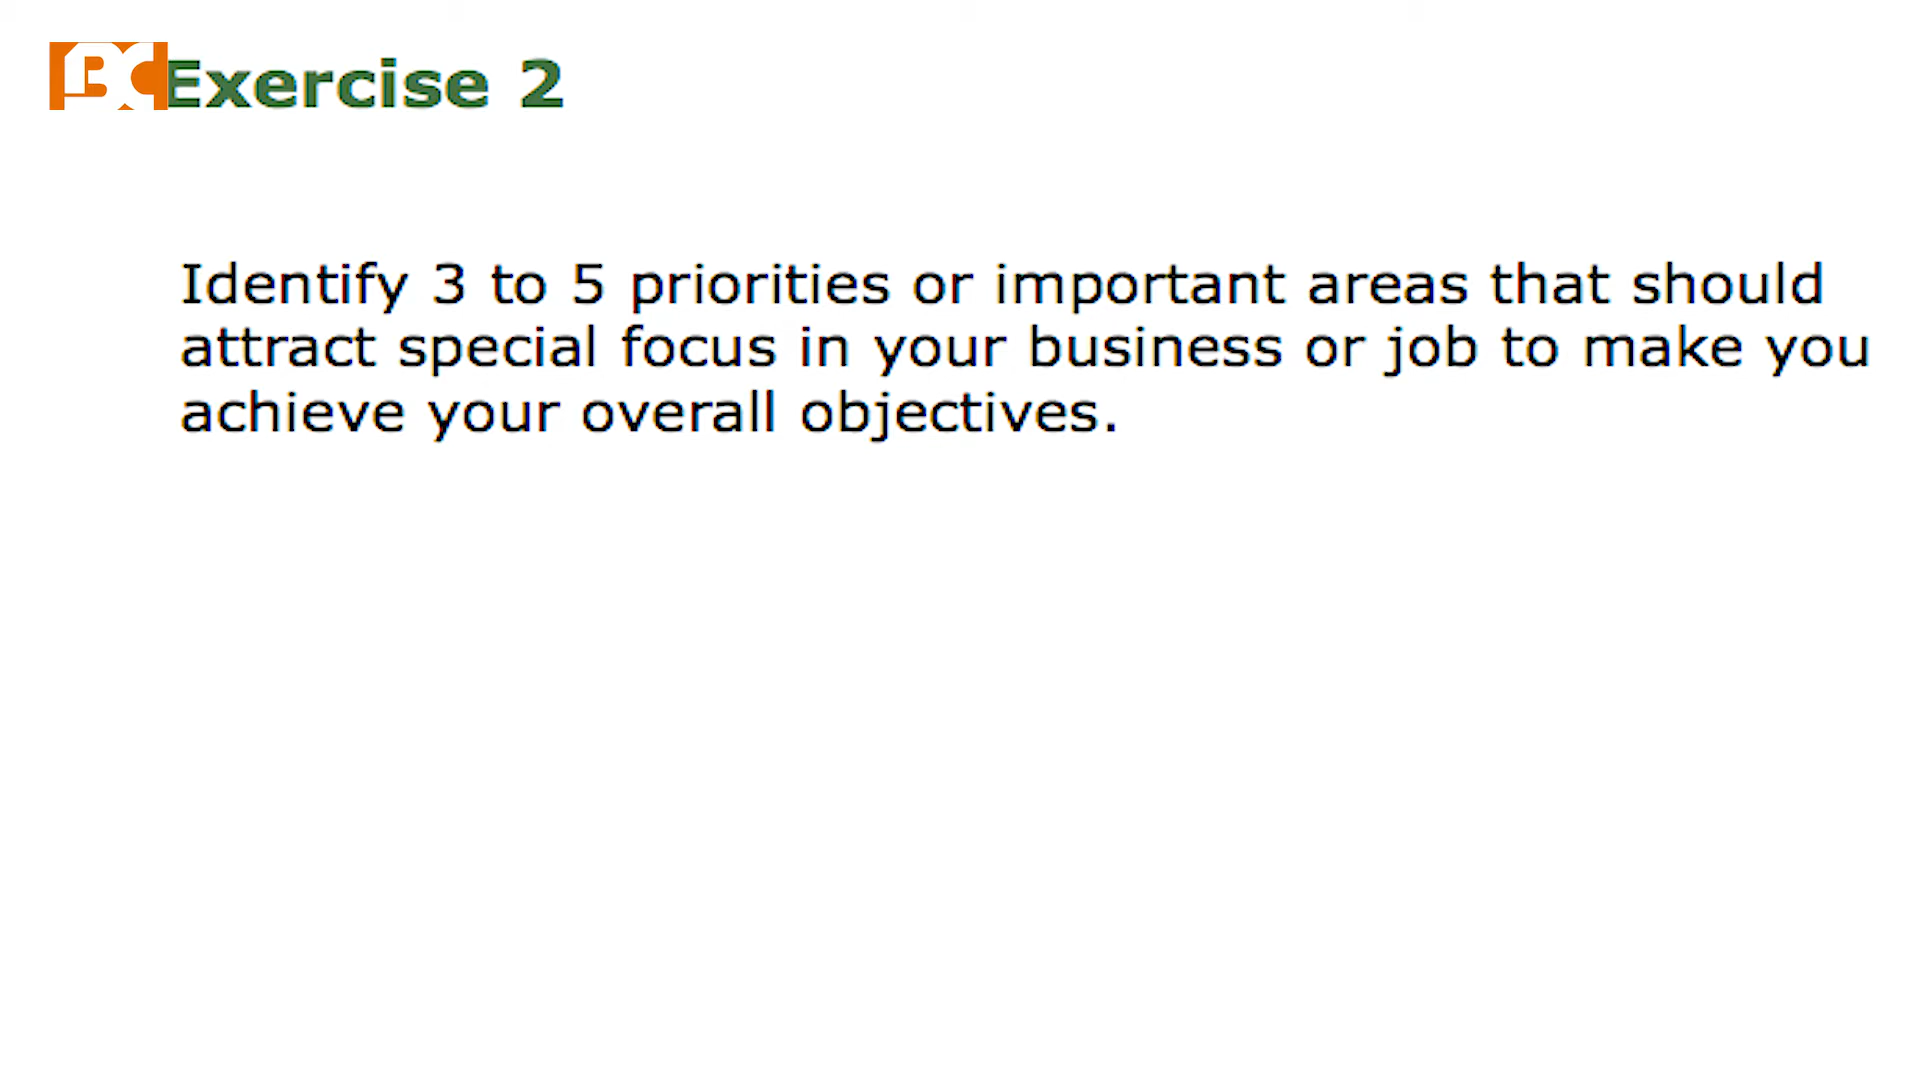 BC
Exercise 2
Identify 3 to 5 priorities or important areas that should
attract special focus in your business or job to make you
achieve your overall objectives.